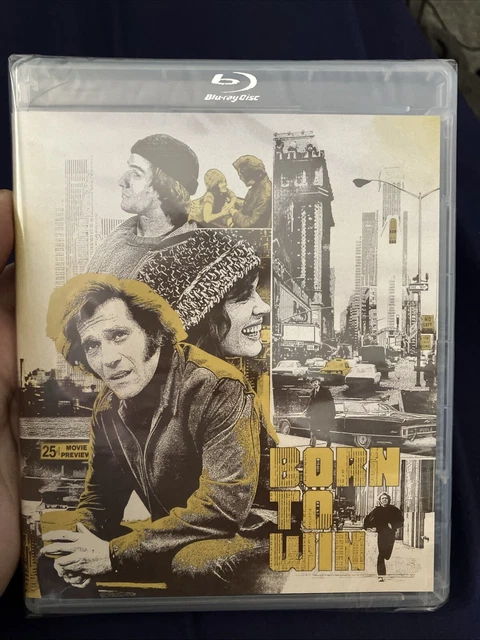 Blu-ray Disc
25¢ MOVIE
PREVIEW
BORN
TO
WIN